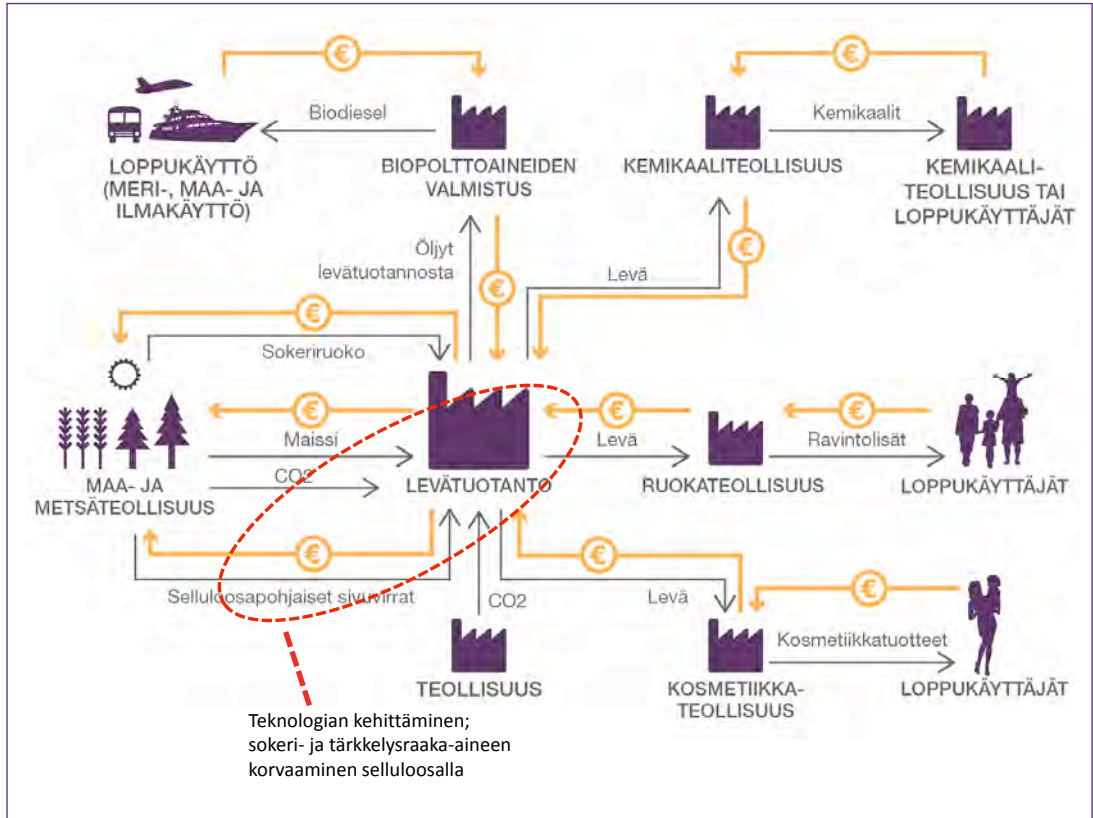 €
€
Biodiesel
Kemikaalit
LOPPUKÄYTTÖ
(MERI-, MAA- JA
ILMAKÄYTTÖ)
BIOPOLTTOAINEIDEN
VALMISTUS
KEMIKAALITEOLLISUUS
KEMIKAALI-
TEOLLISUUS TAI
LOPPUKÄYTTÄJÄT
Öljyt
levätuotannosta
€
Levä
€
€
Sokeriruoko
€
Maissi
CO2
€
Levä
€
Ravintolisät
MAA- JA
METSÄTEOLLISUUS
LEVÄTUOTANTO
RUOKATEOLLISUUS
LOPPUKÄYTTÄJÄT
€
Selluloosapohjaiset sivuvirrat
CO2
€
Levä
€
Kosmetiikkatuotteet
TEOLLISUUS
KOSMETIIKKA-
TEOLLISUUS
LOPPUKÄYTTÄJÄT
Teknologian kehittäminen;
sokeri- ja tärkkelysraaka-aineen
korvaaminen selluloosalla